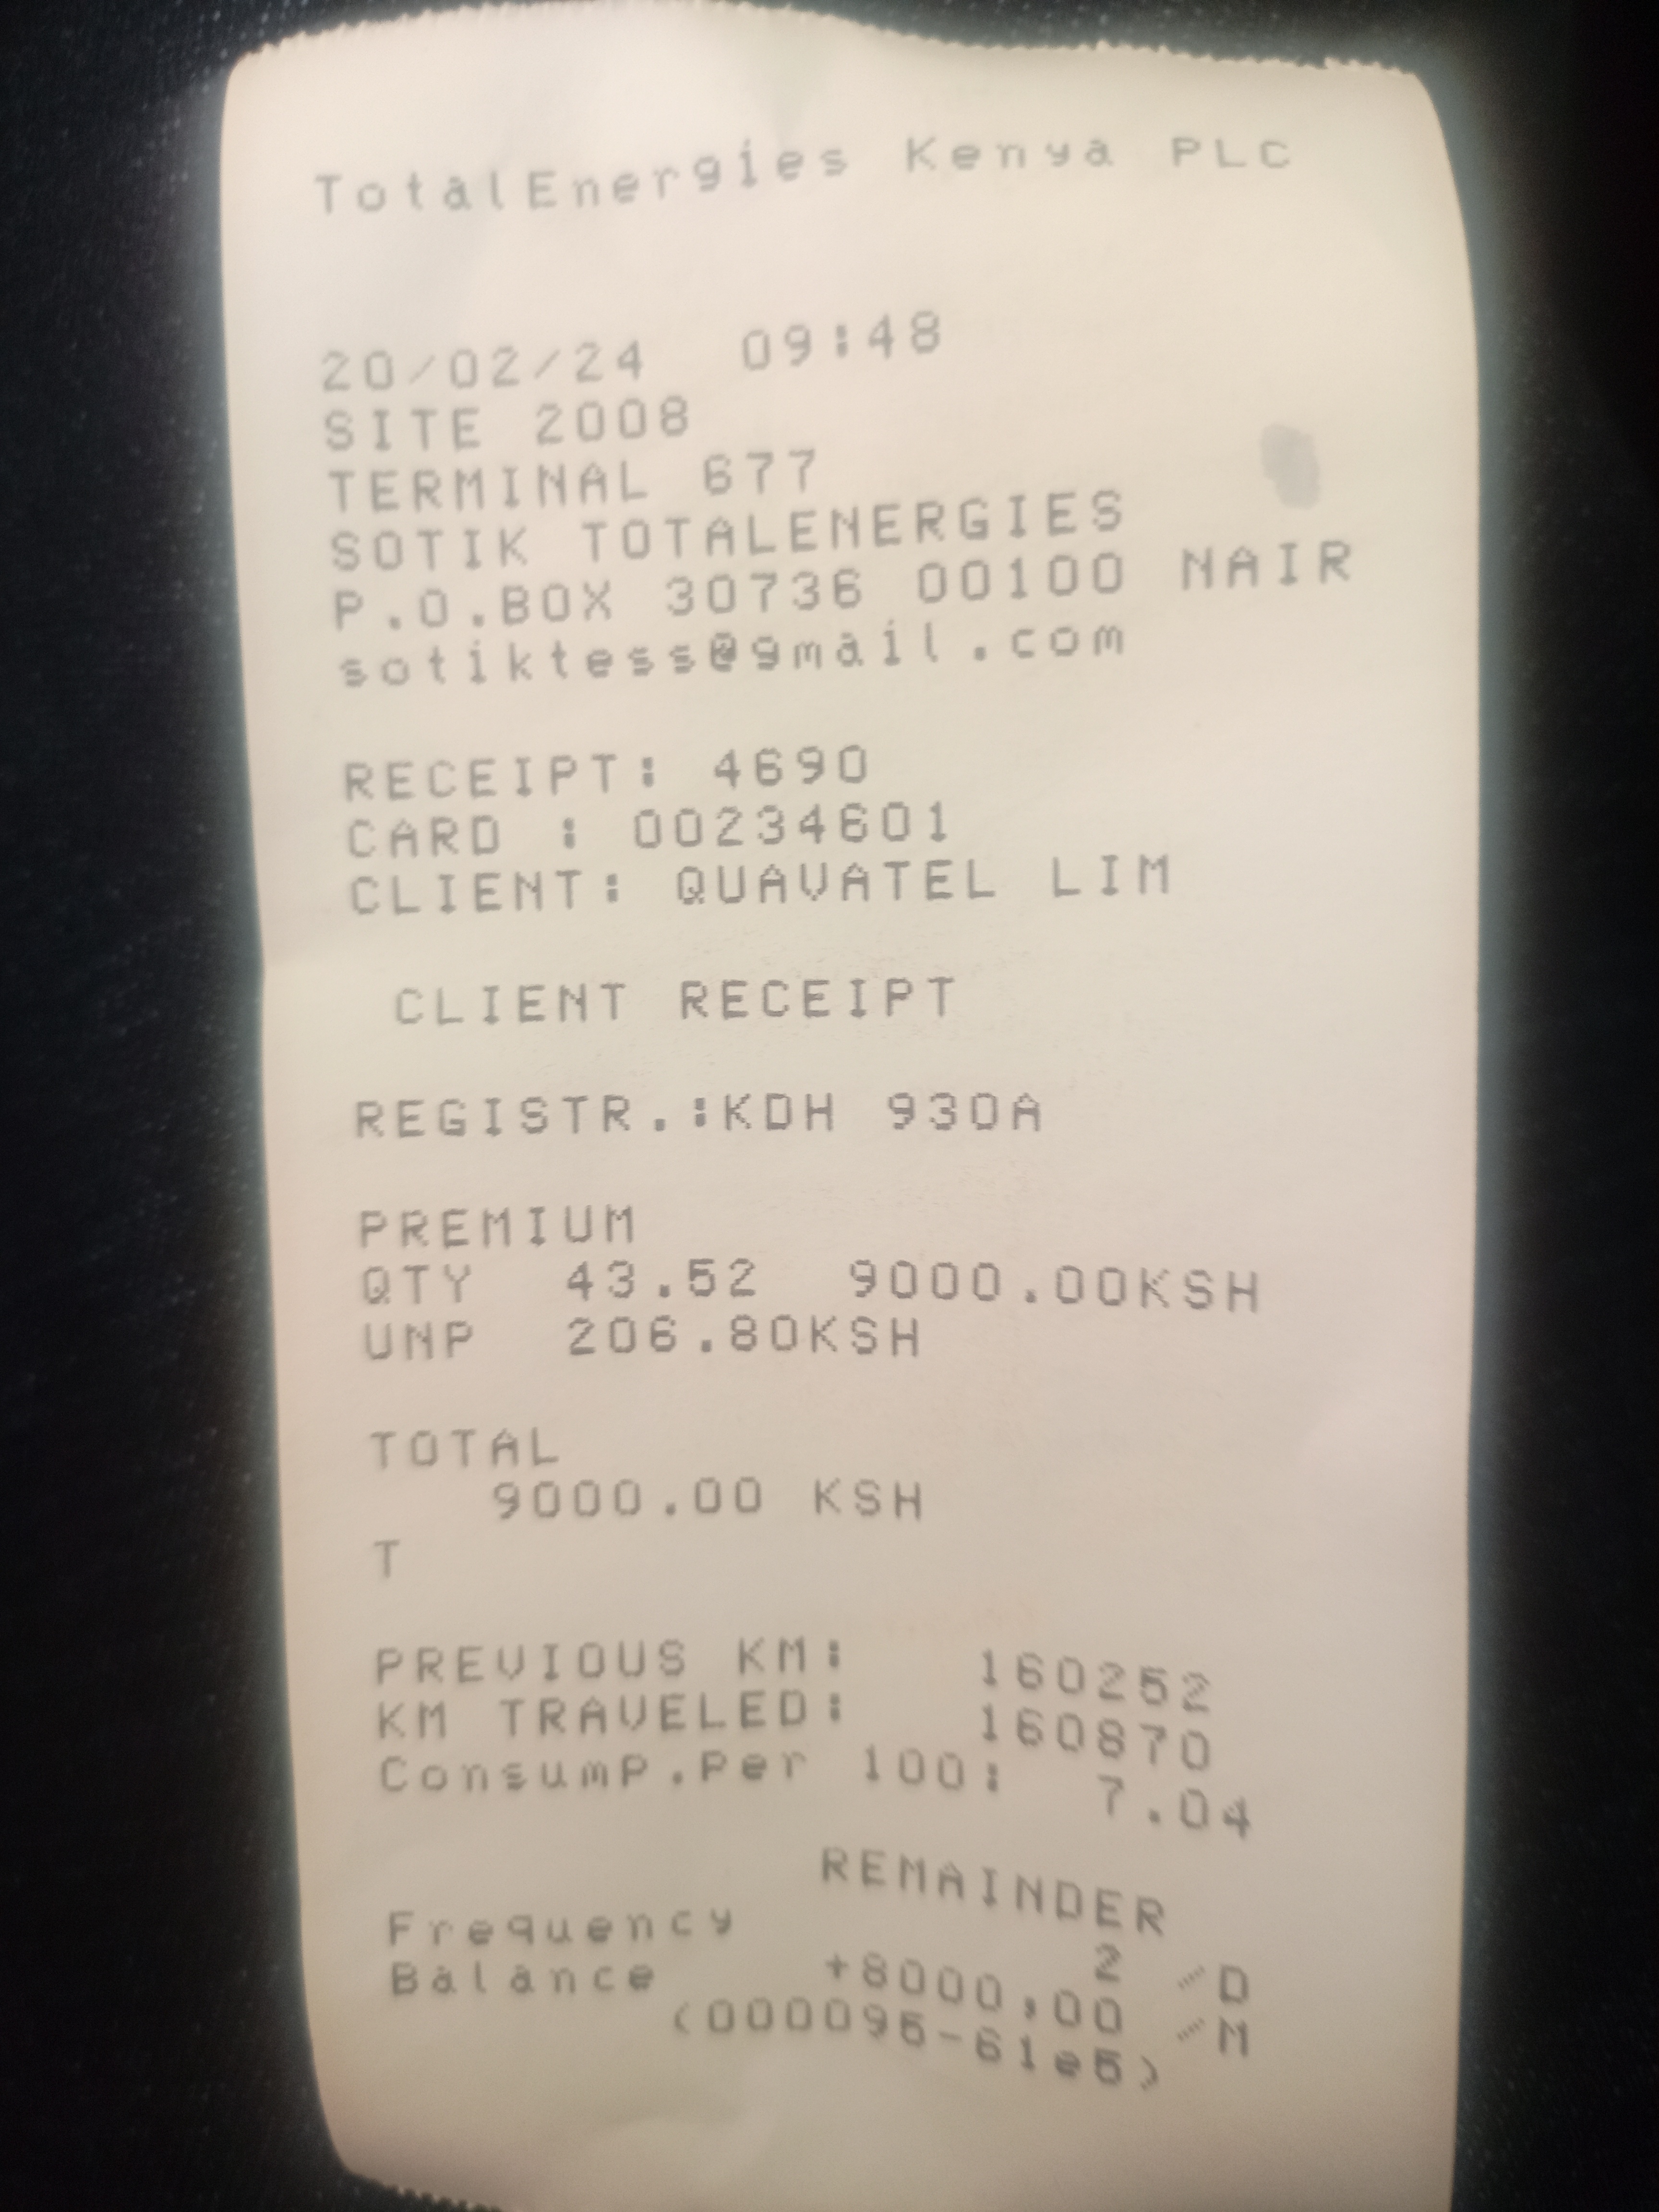 TotalEnergies Kenya PLC
20/02/24 09:48
SITE 2008
TERMINAL 677
SOTIK TOTALENERGIES
P.O.BOX 30736 00100 NAIR
sotiktess@gmail.com
RECEIPT: 4690
CARD : 00234601
CLIENT: QUAVATEL LIM
CLIENT RECEIPT
REGISTR.:KDH 930A
PREMIUM
QTY 43.52 9000.00KSH
UNP 206.80KSH
TOTAL
9000.00 KSH
T
PREVIOUS KM: 160252
KM TRAVELED: 160870
Consump.Per 100: 7.04
REMAINDER
Frequency 2 /D
Balance +8000.00 /M
(000095-61e5)